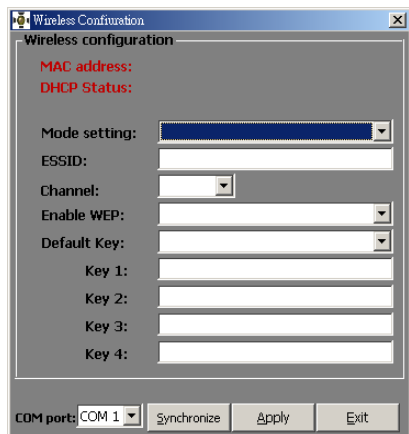 Wireless Confiuration
Wireless configuration
MAC address:
DHCP Status:
Mode setting:
ESSID:
Channel:
Enable WEP:
Default Key:
Key 1:
Key 2:
Key 3:
Key 4:
COM port: COM 1 Synchronize Apply Exit